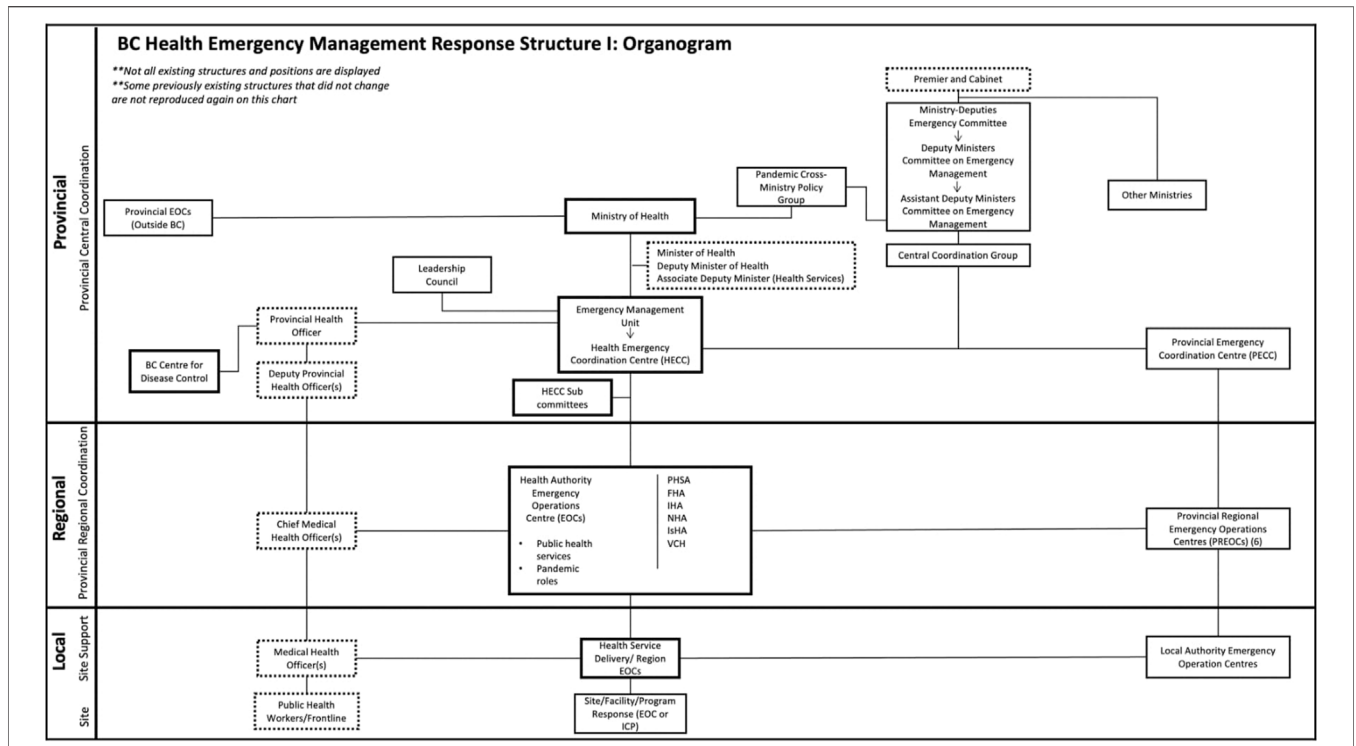 BC Health Emergency Management Response Structure I: Organogram
**Not all existing structures and positions are displayed
**Some previously existing structures that did not change
are not reproduced again on this chart
Provincial
Provincial Central Coordination
Premier and Cabinet
Ministry-Deputies
Emergency Committee
↓
Deputy Ministers
Committee on Emergency
Management
↓
Assistant Deputy Ministers
Committee on Emergency
Management
Pandemic Cross-
Ministry Policy
Group
Other Ministries
Provincial EOCs
(Outside BC)
Ministry of Health
Central Coordination Group
Minister of Health
Deputy Minister of Health
Associate Deputy Minister (Health Services)
Leadership
Council
Provincial Health
Officer
Emergency Management
Unit
↓
Health Emergency
Coordination Centre (HECC)
Provincial Emergency
Coordination Centre (PECC)
BC Centre for
Disease Control
Deputy Provincial
Health Officer(s)
HECC Sub
committees
Regional
Provincial Regional Coordination
Chief Medical
Health Officer(s)
Health Authority
Emergency
Operations
Centre (EOCs)
• Public health
services
• Pandemic
roles
PHSA
FHA
IHA
NHA
IsHA
VCH
Provincial Regional
Emergency Operations
Centres (PREOCs) (6)
Local
Site Support
Medical Health
Officer(s)
Health Service
Delivery/ Region
EOCs
Local Authority Emergency
Operation Centres
Site
Public Health
Workers/Frontline
Site/Facility/Program
Response (EOC or
ICP)